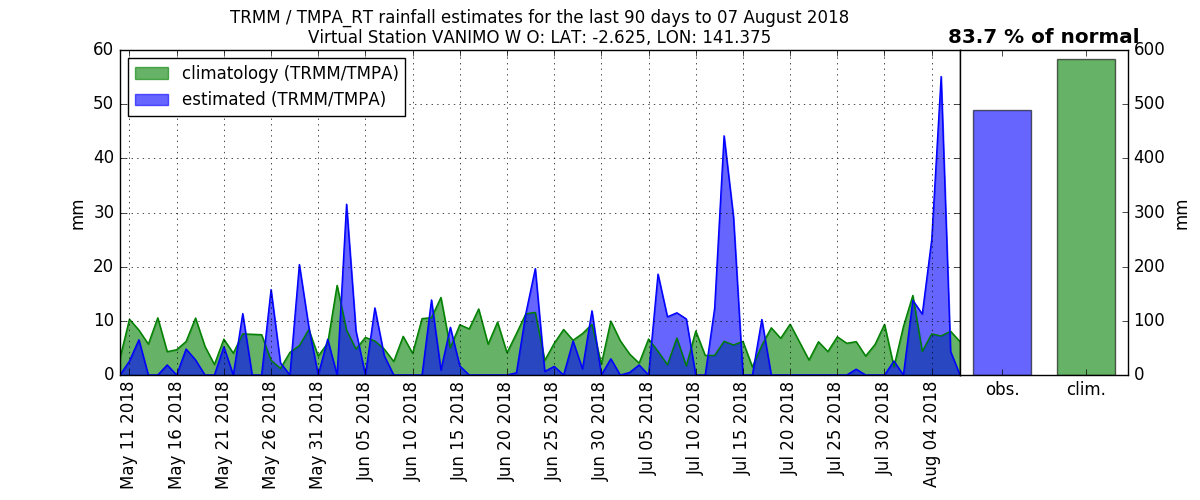 TRMM / TMPA_RT rainfall estimates for the last 90 days to 07 August 2018
Virtual Station VANIMO W O: LAT: -2.625, LON: 141.375
83.7 % of normal
climatology (TRMM/TMPA)
estimated (TRMM/TMPA)
60
50
40
30
20
10
0
mm
600
500
400
300
200
100
0
mm
May 11 2018
May 16 2018
May 21 2018
May 26 2018
May 31 2018
Jun 05 2018
Jun 10 2018
Jun 15 2018
Jun 20 2018
Jun 25 2018
Jun 30 2018
Jul 05 2018
Jul 10 2018
Jul 15 2018
Jul 20 2018
Jul 25 2018
Jul 30 2018
Aug 04 2018
obs.
clim.